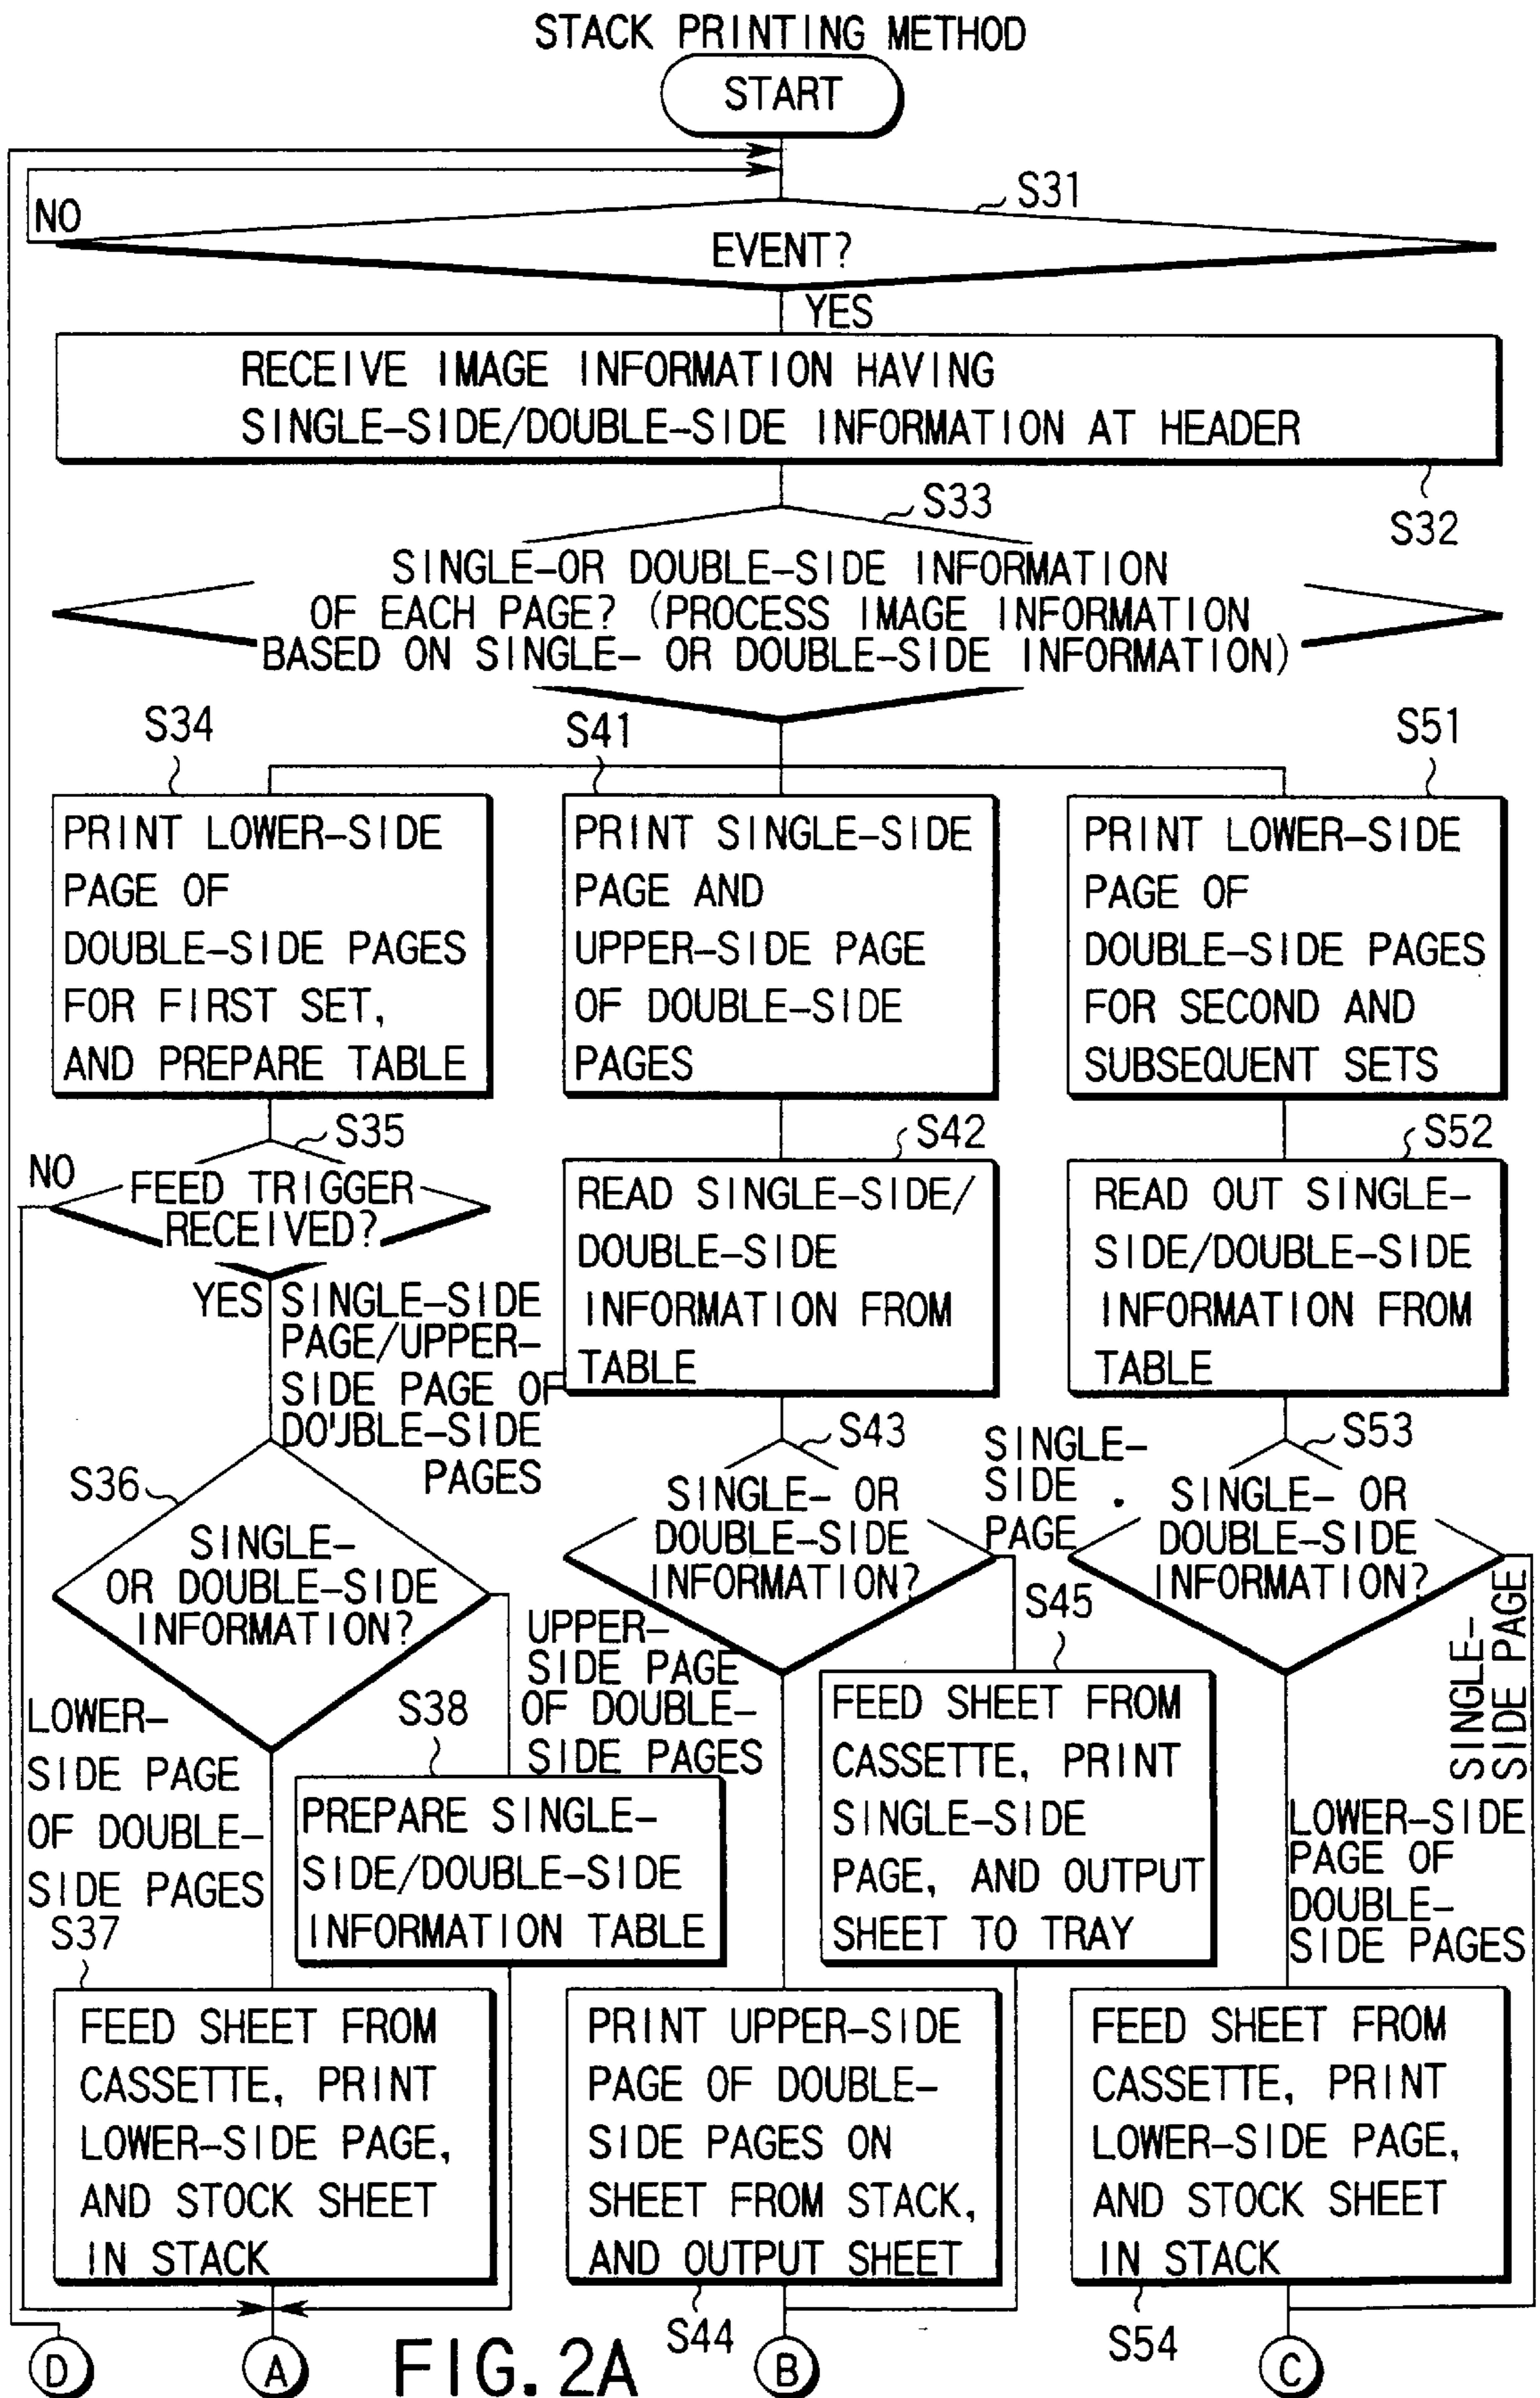 STACK PRINTING METHOD
START
S31
NO
EVENT?
YES
RECEIVE IMAGE INFORMATION HAVING
SINGLE-SIDE/DOUBLE-SIDE INFORMATION AT HEADER
S32
S33
SINGLE-OR DOUBLE-SIDE INFORMATION
OF EACH PAGE? (PROCESS IMAGE INFORMATION
BASED ON SINGLE- OR DOUBLE-SIDE INFORMATION)
S34
PRINT LOWER-SIDE
PAGE OF
DOUBLE-SIDE PAGES
FOR FIRST SET,
AND PREPARE TABLE
S35
NO
FEED TRIGGER
RECEIVED?
YES
SINGLE-SIDE
PAGE/UPPER-
SIDE PAGE OF
DOUBLE-SIDE
PAGES
S36
SINGLE-
OR DOUBLE-SIDE
INFORMATION?
LOWER-
SIDE PAGE
OF DOUBLE-
SIDE PAGES
S38
PREPARE SINGLE-
SIDE/DOUBLE-SIDE
INFORMATION TABLE
S37
FEED SHEET FROM
CASSETTE, PRINT
LOWER-SIDE PAGE,
AND STOCK SHEET
IN STACK
S41
PRINT SINGLE-SIDE
PAGE AND
UPPER-SIDE PAGE
OF DOUBLE-SIDE
PAGES
S42
READ SINGLE-SIDE/
DOUBLE-SIDE
INFORMATION FROM
TABLE
S43
SINGLE- OR
DOUBLE-SIDE
INFORMATION?
SINGLE-
SIDE
PAGE
UPPER-
SIDE PAGE
OF DOUBLE-
SIDE PAGES
S45
FEED SHEET FROM
CASSETTE, PRINT
SINGLE-SIDE
PAGE, AND OUTPUT
SHEET TO TRAY
PRINT UPPER-SIDE
PAGE OF DOUBLE-
SIDE PAGES ON
SHEET FROM STACK,
AND OUTPUT SHEET
S44
S51
PRINT LOWER-SIDE
PAGE OF
DOUBLE-SIDE PAGES
FOR SECOND AND
SUBSEQUENT SETS
S52
READ OUT SINGLE-
SIDE/DOUBLE-SIDE
INFORMATION FROM
TABLE
S53
SINGLE- OR
DOUBLE-SIDE
INFORMATION?
SINGLE-
SIDE PAGE
LOWER-SIDE
PAGE OF
DOUBLE-
SIDE PAGES
FEED SHEET FROM
CASSETTE, PRINT
LOWER-SIDE PAGE,
AND STOCK SHEET
IN STACK
S54
D
A
FIG. 2A
B
C